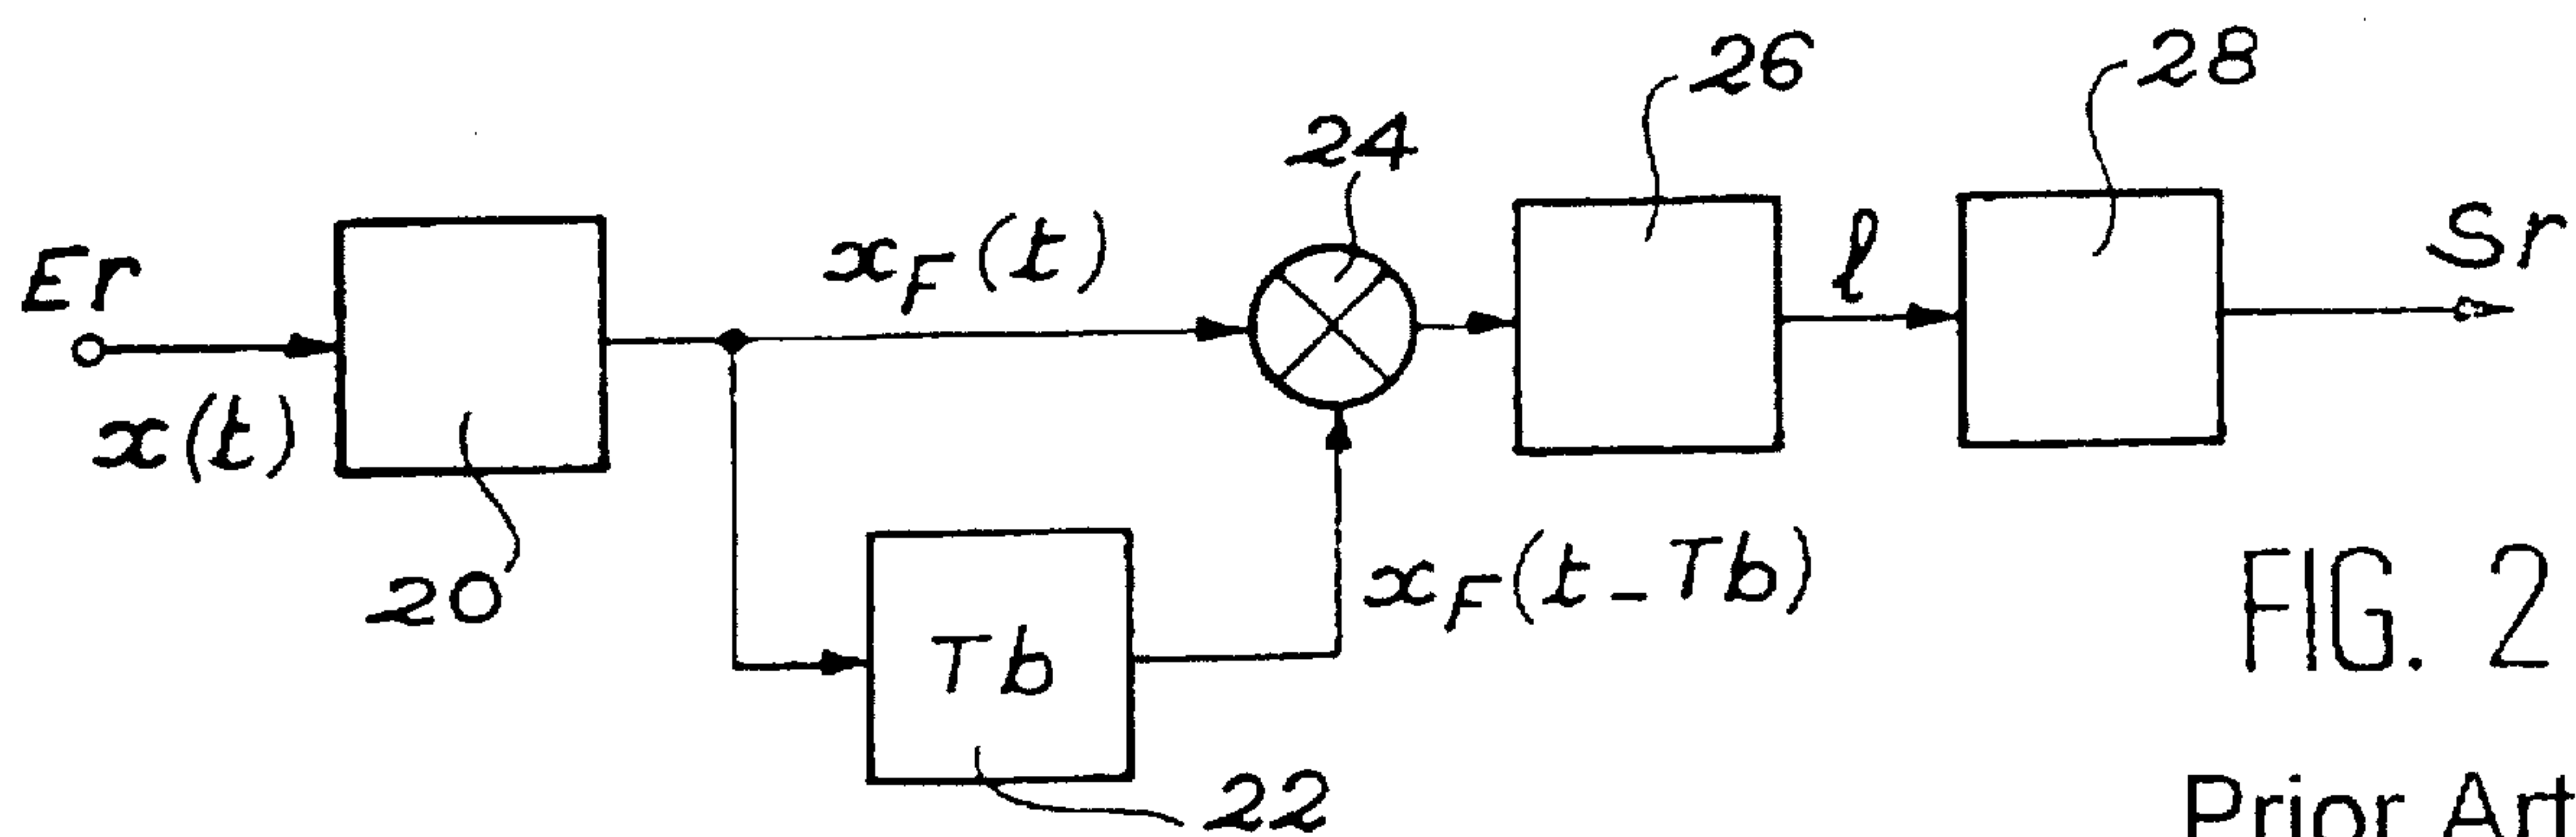 26
28
24
Er
x_F(t)
l
Sr
x(t)
20
Tb
x_F(t-Tb)
22
FIG. 2
Prior Art